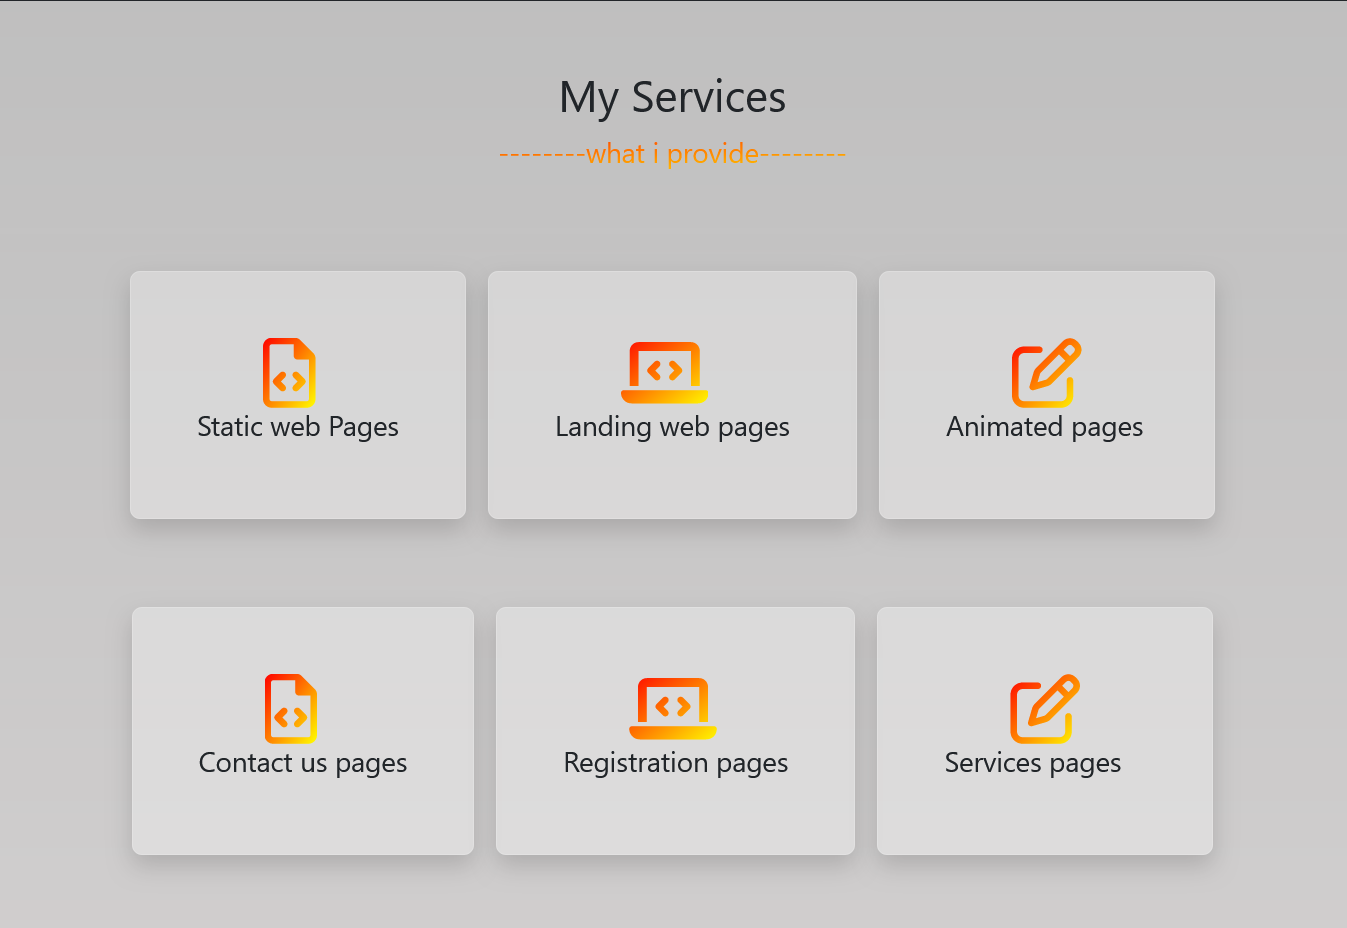 My Services
--------what i provide--------
Static web Pages
Landing web pages
Animated pages
Contact us pages
Registration pages
Services pages